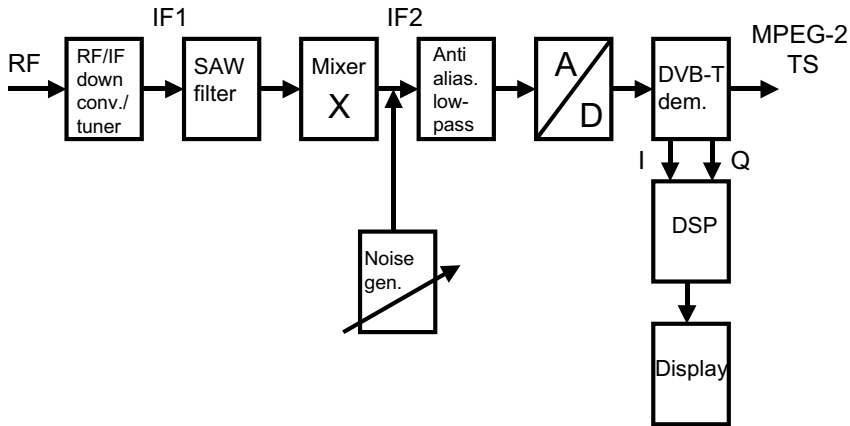 IF1
IF2
MPEG-2
TS
RF
RF/IF
down
conv./
tuner
SAW
filter
Mixer
X
Anti
alias.
low-
pass
A
D
DVB-T
dem.
I
Q
Noise
gen.
DSP
Display